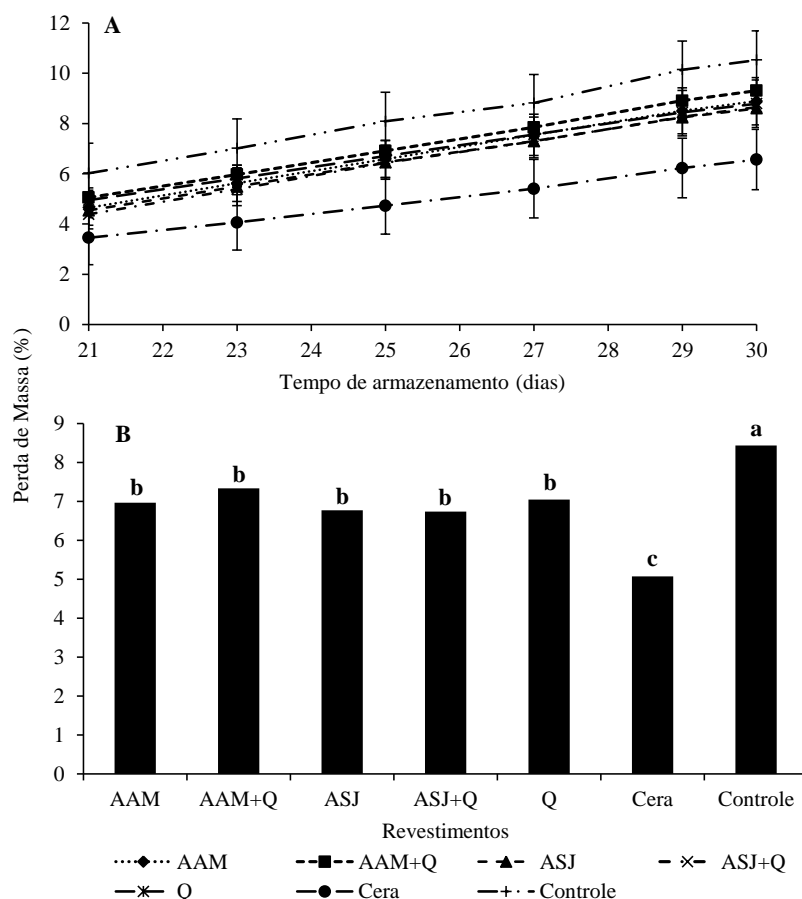 A
12
10
8
6
4
2
0
21 22 23 24 25 26 27 28 29 30
Tempo de armazenamento (dias)
Perda de Massa (%)
B
9
8
7
6
5
4
3
2
1
0
b b b b b c a
AAM AAM+Q ASJ ASJ+Q Q Cera Controle
Revestimentos
AAM AAM+Q ASJ ASJ+Q
Q Cera Controle